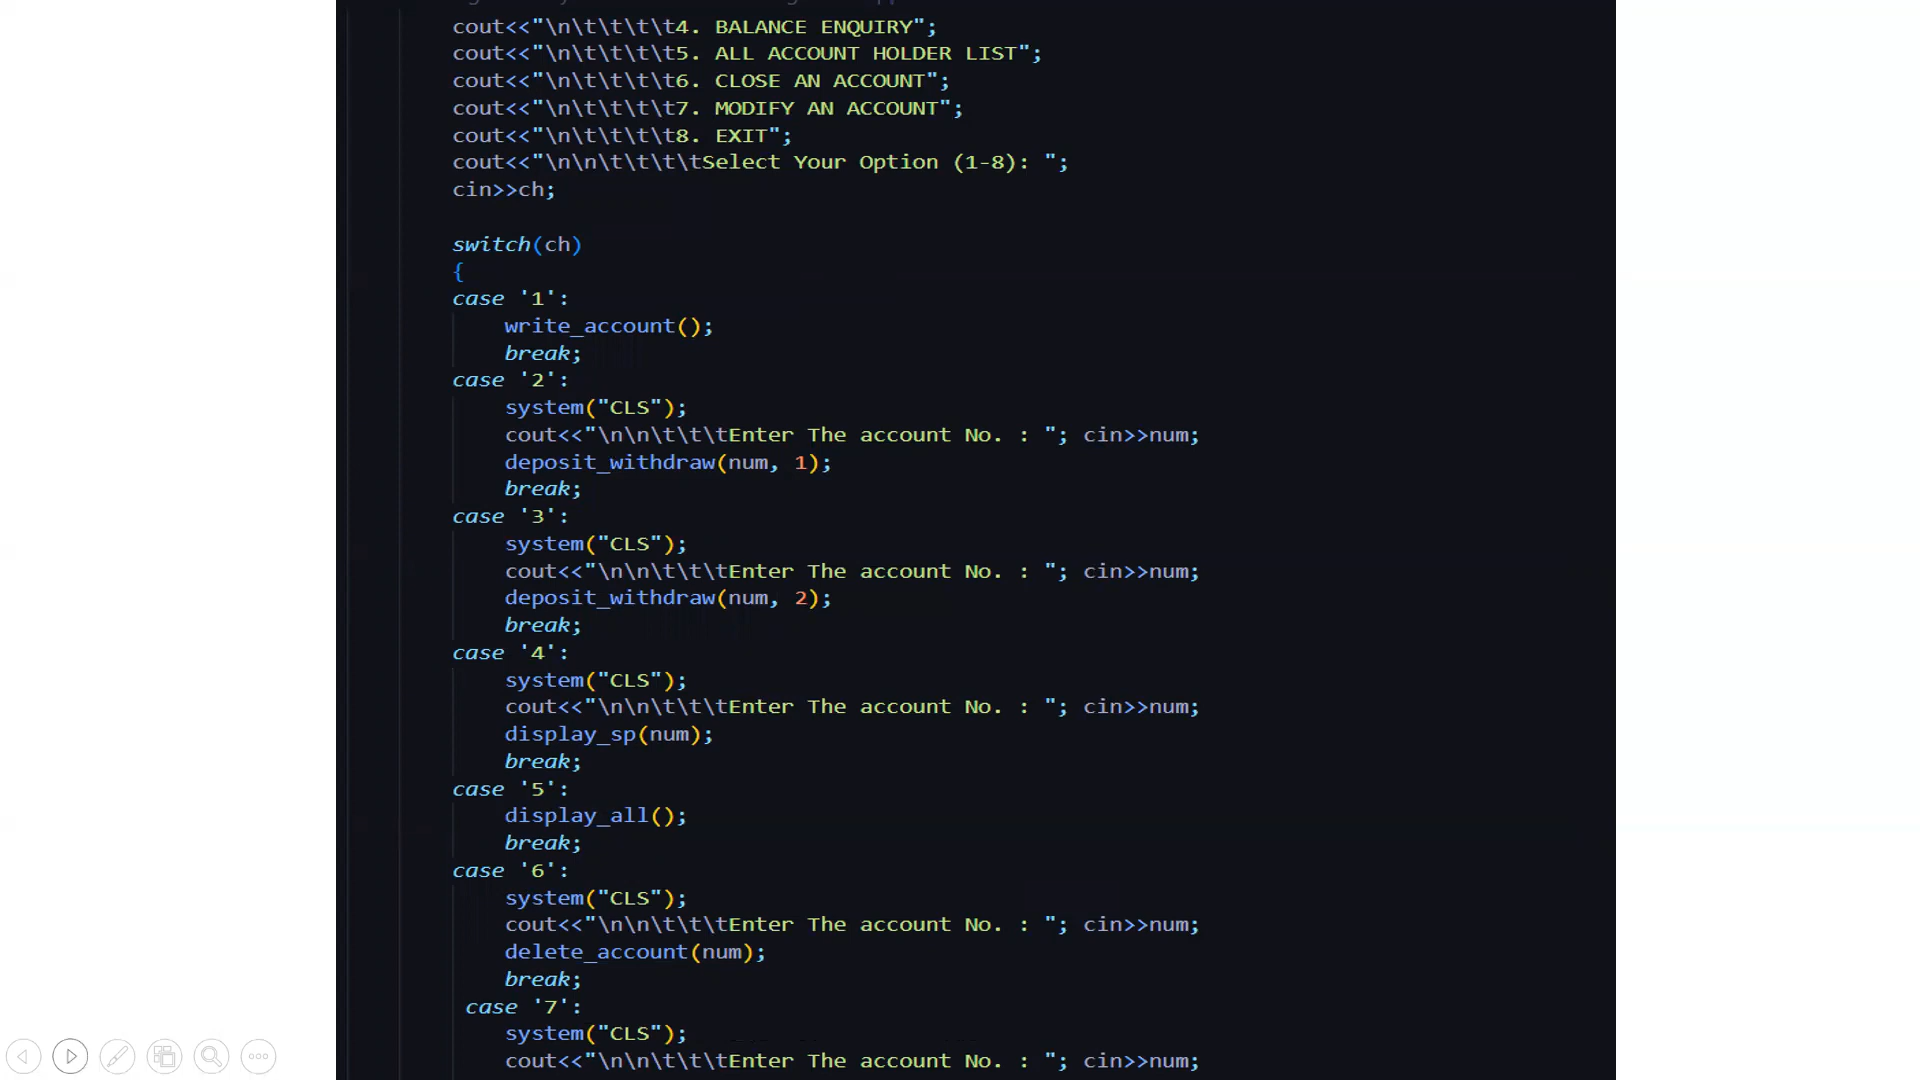 cout<<"\n\t\t\t\t4. BALANCE ENQUIRY";
cout<<"\n\t\t\t\t5. ALL ACCOUNT HOLDER LIST";
cout<<"\n\t\t\t\t6. CLOSE AN ACCOUNT";
cout<<"\n\t\t\t\t7. MODIFY AN ACCOUNT";
cout<<"\n\t\t\t\t8. EXIT";
cout<<"\n\n\t\t\t\tSelect Your Option (1-8): ";
cin>>ch;
switch(ch)
{
case '1':
write_account();
break;
case '2':
system("CLS");
cout<<"\n\n\t\t\tEnter The account No. : "; cin>>num;
deposit_withdraw(num, 1);
break;
case '3':
system("CLS");
cout<<"\n\n\t\t\tEnter The account No. : "; cin>>num;
deposit_withdraw(num, 2);
break;
case '4':
system("CLS");
cout<<"\n\n\t\t\tEnter The account No. : "; cin>>num;
display_sp(num);
break;
case '5':
display_all();
break;
case '6':
system("CLS");
cout<<"\n\n\t\t\tEnter The account No. : "; cin>>num;
delete_account(num);
break;
case '7':
system("CLS");
cout<<"\n\n\t\t\tEnter The account No. : "; cin>>num;